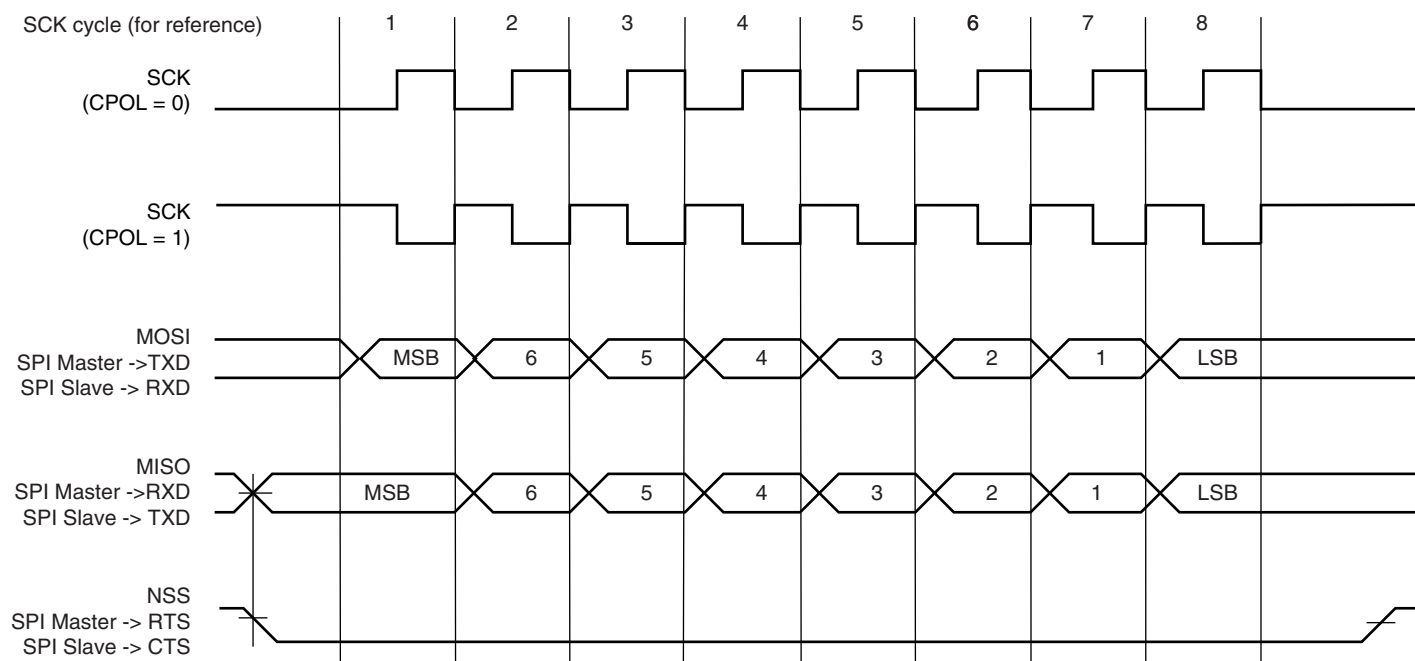 SCK cycle (for reference) 1 2 3 4 5 6 7 8
SCK
(CPOL = 0)
SCK
(CPOL = 1)
MOSI
SPI Master ->TXD
SPI Slave -> RXD
MSB 6 5 4 3 2 1 LSB
MISO
SPI Master ->RXD
SPI Slave -> TXD
MSB 6 5 4 3 2 1 LSB
NSS
SPI Master -> RTS
SPI Slave -> CTS